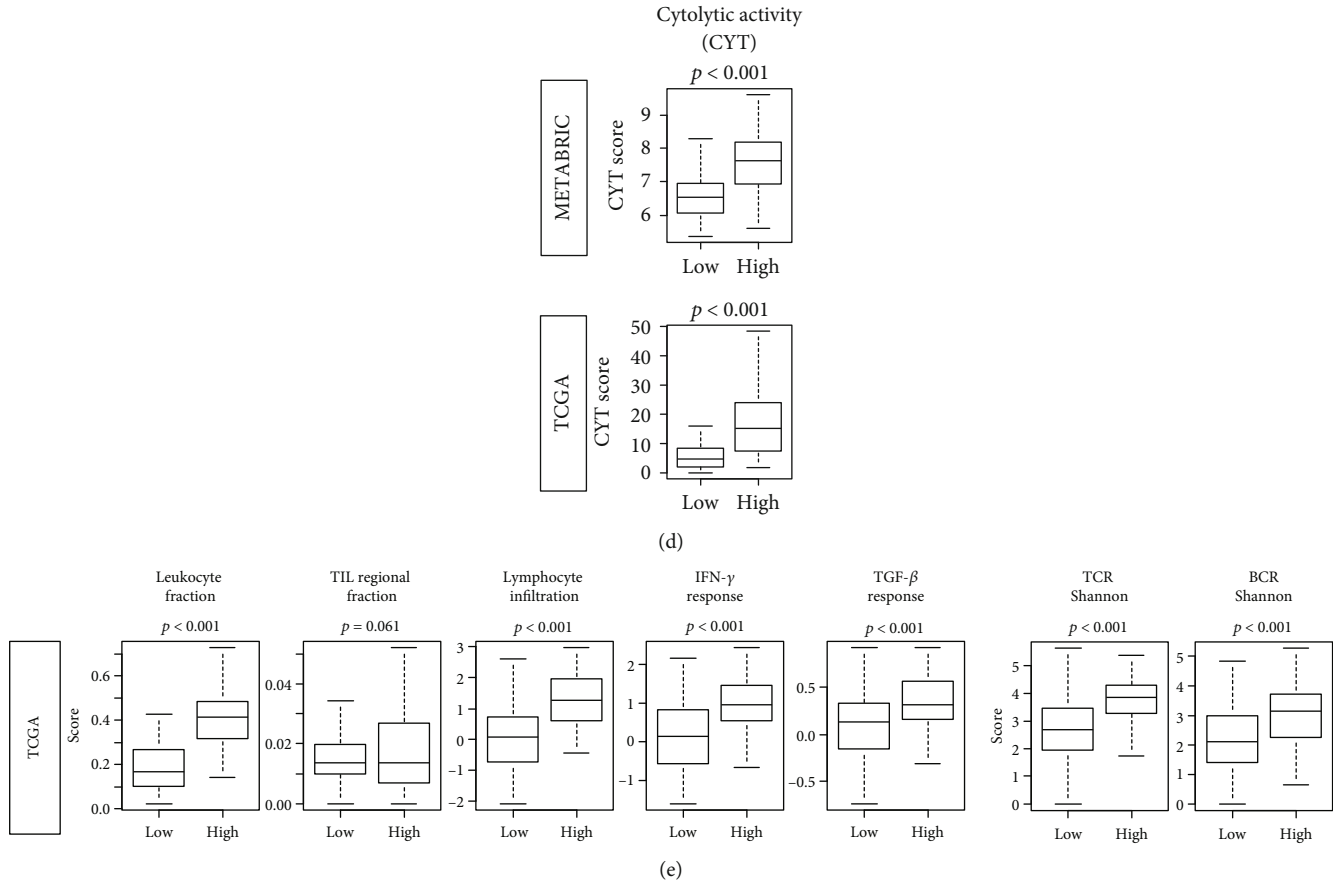 Cytolytic activity
(CYT)
p < 0.001
METABRIC
CYT score
9
8
7
6
Low High
p < 0.001
TCGA
CYT score
50
40
30
20
10
0
Low High
(d)
Leukocyte
fraction
p < 0.001
TCGA
Score
0.6
0.4
0.2
0.0
Low High
TIL regional
fraction
p = 0.061
0.04
0.02
0.00
Low High
Lymphocyte
infiltration
p < 0.001
3
2
1
0
−1
−2
Low High
IFN-γ
response
p < 0.001
2
1
0
−1
Low High
TGF-β
response
p < 0.001
0.5
0.0
−0.5
Low High
TCR
Shannon
p < 0.001
Score
5
4
3
2
1
0
Low High
BCR
Shannon
p < 0.001
5
4
3
2
1
0
Low High
(e)